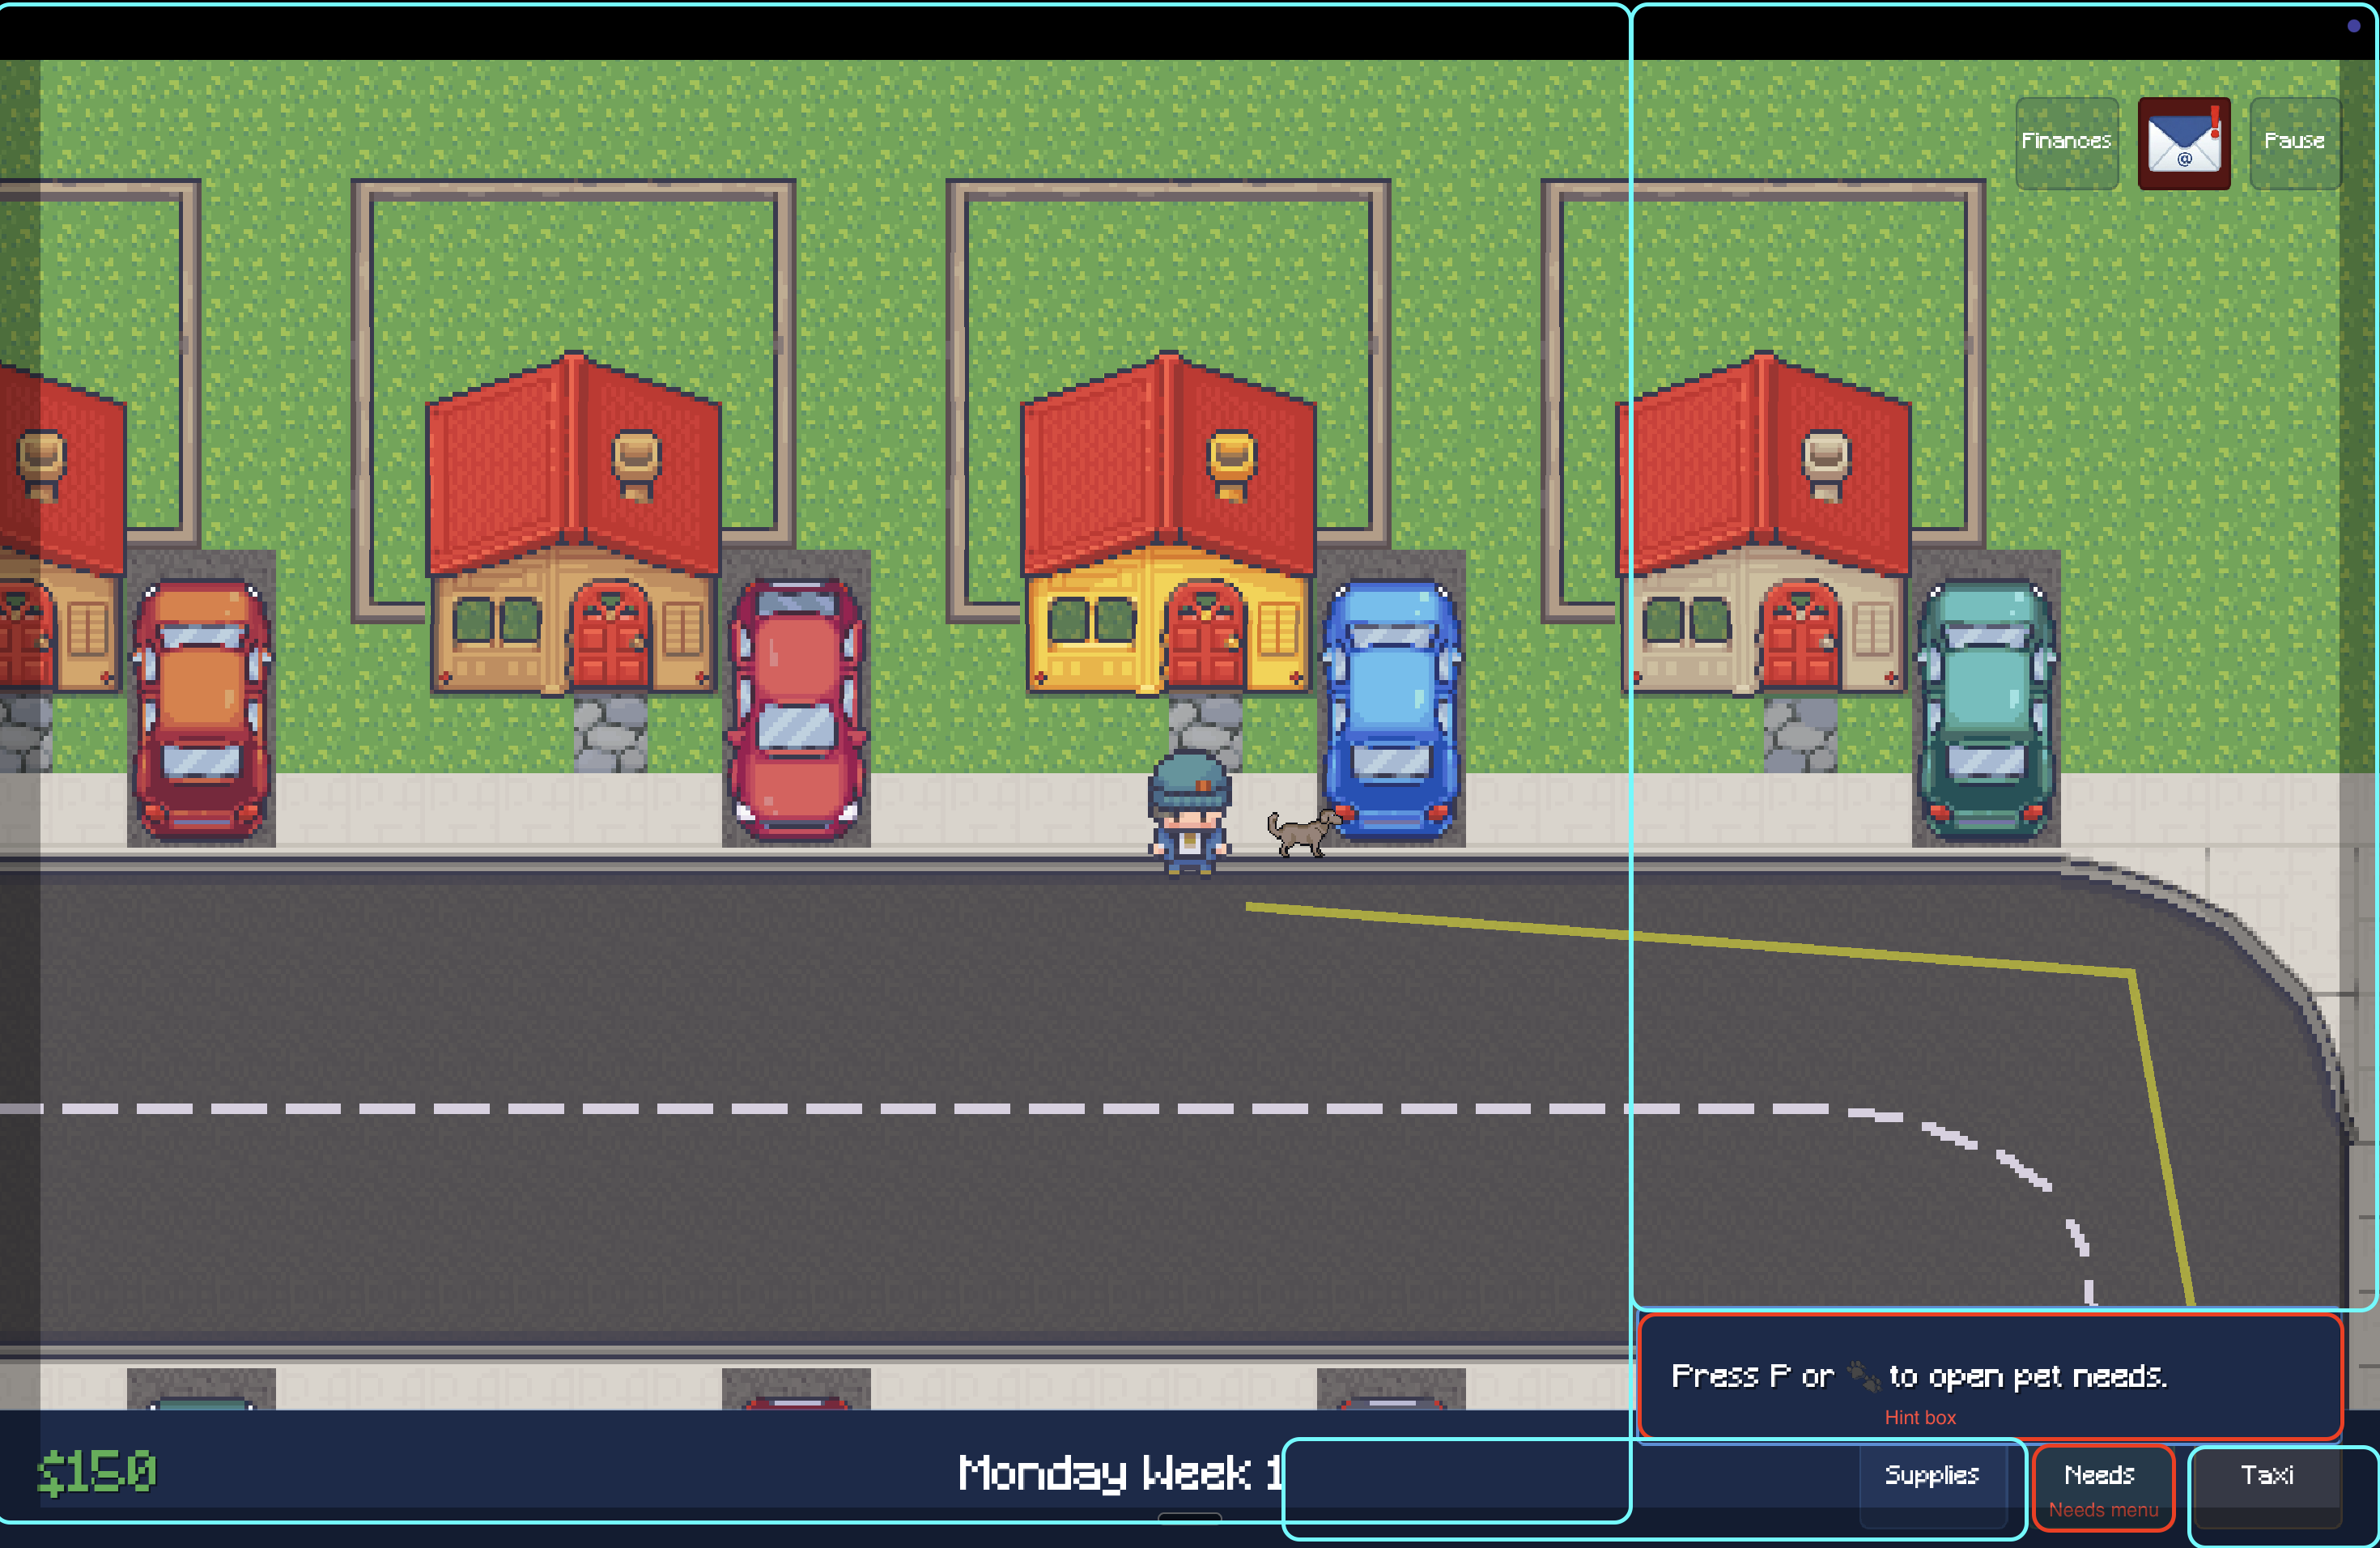 Finances
@
!
Pause
Press P or to open pet needs.
Hint box
$150
Monday Week 1
Supplies
Needs
Needs menu
Taxi